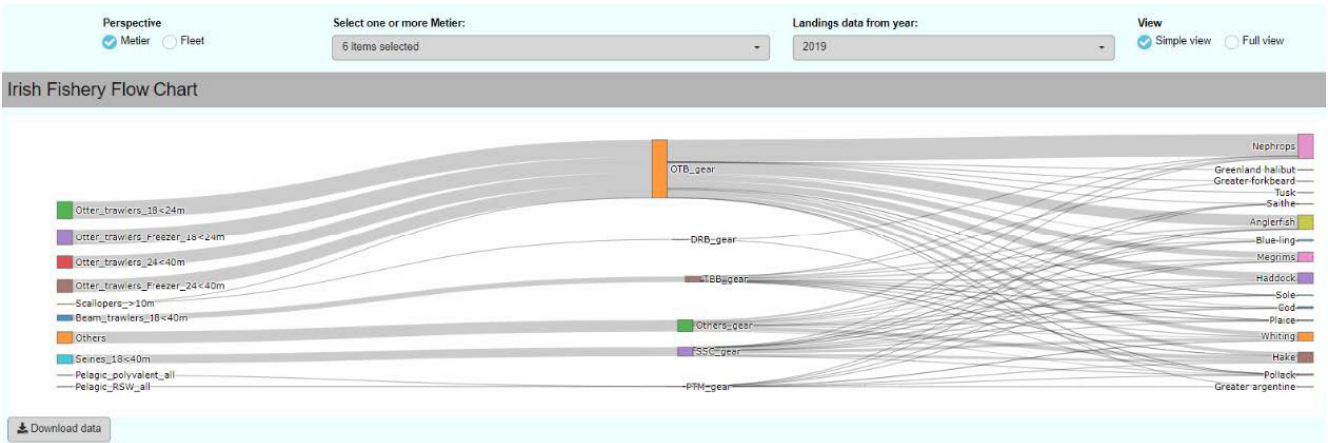 Perspective
Metier Fleet
Select one or more Metier:
6 items selected
Landings data from year:
2019
View
Simple view Full view
Irish Fishery Flow Chart
Otter_trawlers_18<24m
Otter_trawlers_Freezer_18<24m
Otter_trawlers_24<40m
Otter_trawlers_Freezer_24<40m
Scallopers_>10m
Beam_trawlers_18<40m
Others
Seines_18<40m
Pelagic_polyvalent_all
Pelagic_RSW_all
OTB_gear
DRB_gear
TBB_gear
Others_gear
SSC_gear
PTM_gear
Nephrops
Greenland halibut
Greater-forkbeard
Tusk
Saithe
Anglerfish
Blue-ling
Megrims
Haddock
Sole
Cod
Plaice
Whiting
Hake
Pollack
Greater argentine
Download data